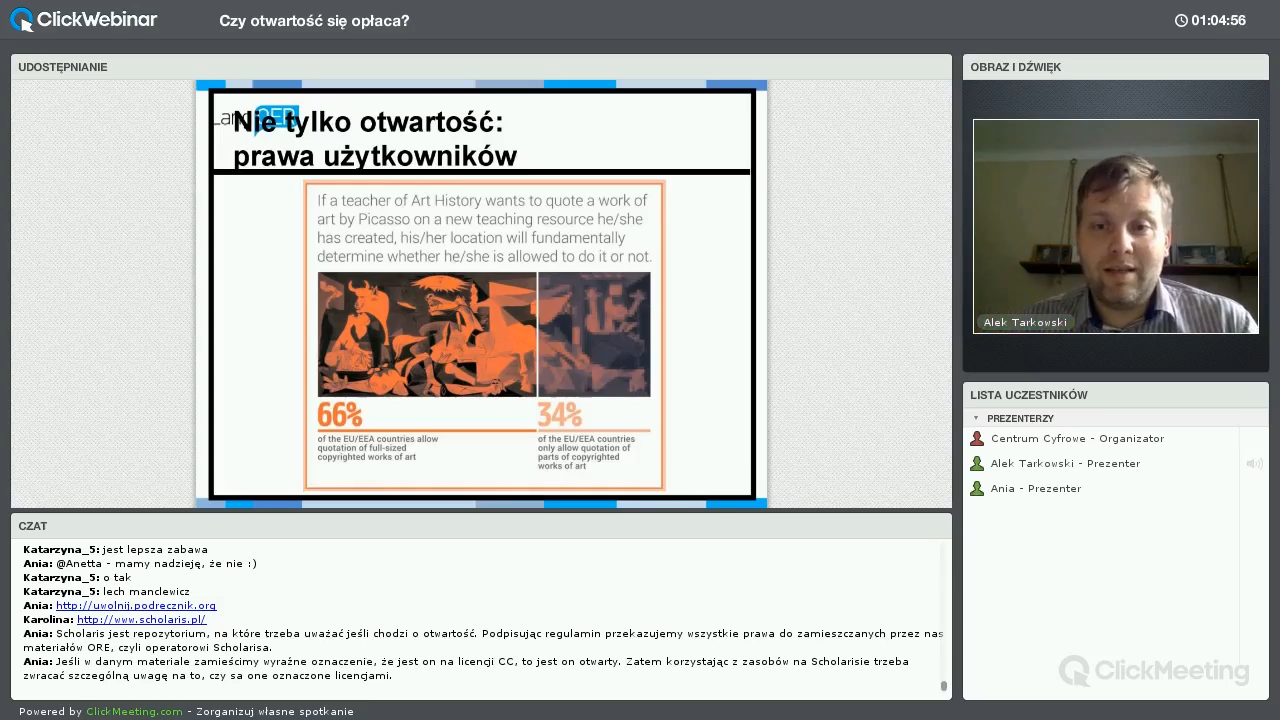 ClickWebinar
Czy otwartość się opłaca?
01:04:56
UDOSTĘPNIANIE
Nie tylko otwartość:
prawa użytkowników
If a teacher of Art History wants to quote a work of
art by Picasso on a new teaching resource he/she
has created, his/her location will fundamentally
determine whether he/she is allowed to do it or not.
66%
of the EU/EEA countries allow
quotation of full-sized
copyrighted works of art
34%
of the EU/EEA countries
only allow quotation of
parts of copyrighted
works of art
OBRAZ I DŹWIĘK
Alek Tarkowski
LISTA UCZESTNIKÓW
PREZENTERZY
Centrum Cyfrowe - Organizator
Alek Tarkowski - Prezenter
Ania - Prezenter
CZAT
Katarzyna_5: jest lepsza zabawa
Ania: @Anetta - mamy nadzieję, że nie :)
Katarzyna_5: o tak
Katarzyna_5: lech manclewicz
Ania: http://uwolnij.podrecznik.org
Karolina: http://www.scholaris.pl/
Ania: Scholaris jest repozytorium, na które trzeba uważać jeśli chodzi o otwartość. Podpisując regulamin przekazujemy wszystkie prawa do zamieszczanych przez nas
materiałów ORE, czyli operatorowi Scholarisa.
Ania: Jeśli w danym materiale zamieścimy wyraźne oznaczenie, że jest on na licencji CC, to jest on otwarty. Zatem korzystając z zasobów na Scholarisie trzeba
zwracać szczególną uwagę na to, czy sa one oznaczone licencjami.
ClickMeeting
Powered by ClickMeeting.com - Zorganizuj własne spotkanie